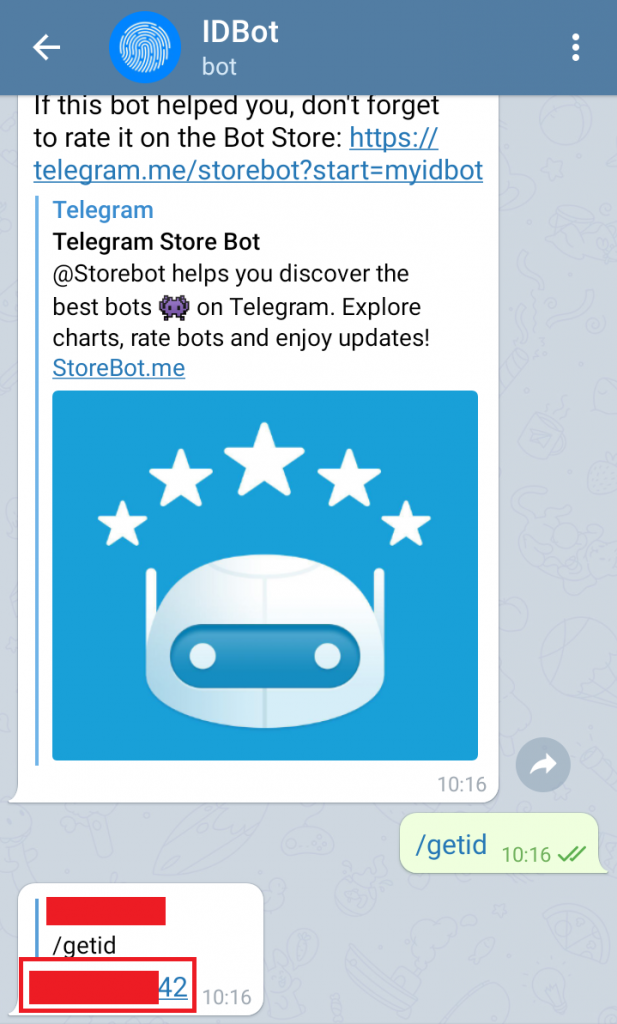 IDBot
bot
If this bot helped you, don't forget
to rate it on the Bot Store: https://
telegram.me/storebot?start=myidbot
Telegram
Telegram Store Bot
@Storebot helps you discover the
best bots 👾 on Telegram. Explore
charts, rate bots and enjoy updates!
StoreBot.me
10:16
/getid 10:16
/getid
42 10:16